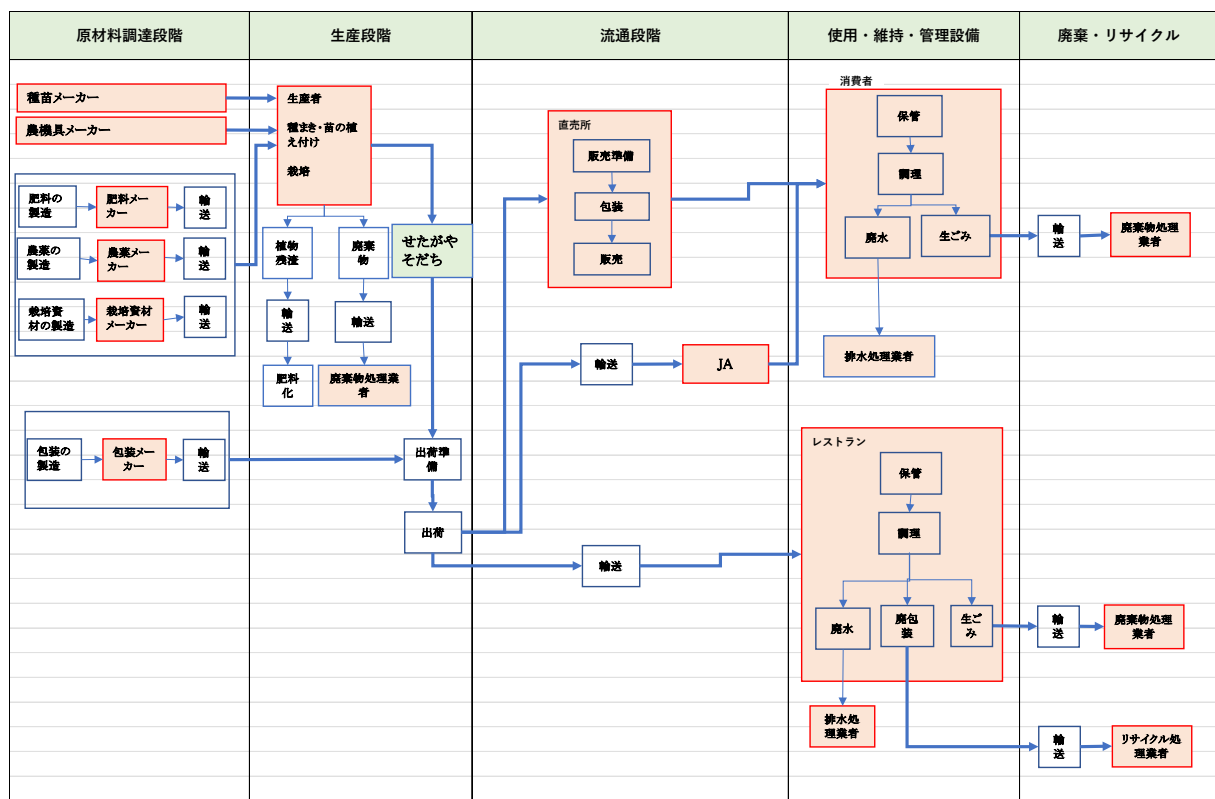 原材料調達段階
生産段階
流通段階
使用・維持・管理設備
廃棄・リサイクル
種苗メーカー
農機具メーカー
肥料の
製造
肥料メー
カー
輸
送
農薬の
製造
農薬メー
カー
輸
送
栽培資
材の製造
栽培資材
メーカー
輸
送
包装の
製造
包装メー
カー
輸
送
生産者
種まき・苗の植
え付け
栽培
植物
残渣
廃棄
物
せたがや
そだち
輸
送
輸送
肥料
化
廃棄物処理業
者
出荷準
備
出荷
直売所
販売準備
包装
販売
輸送
JA
輸送
消費者
保管
調理
廃水
生ごみ
排水処理業者
レストラン
保管
調理
廃水
廃包
装
生ご
み
排水処
理業者
輸
送
廃棄物処理
業者
輸
送
廃棄物処理
業者
輸
送
リサイクル処
理業者